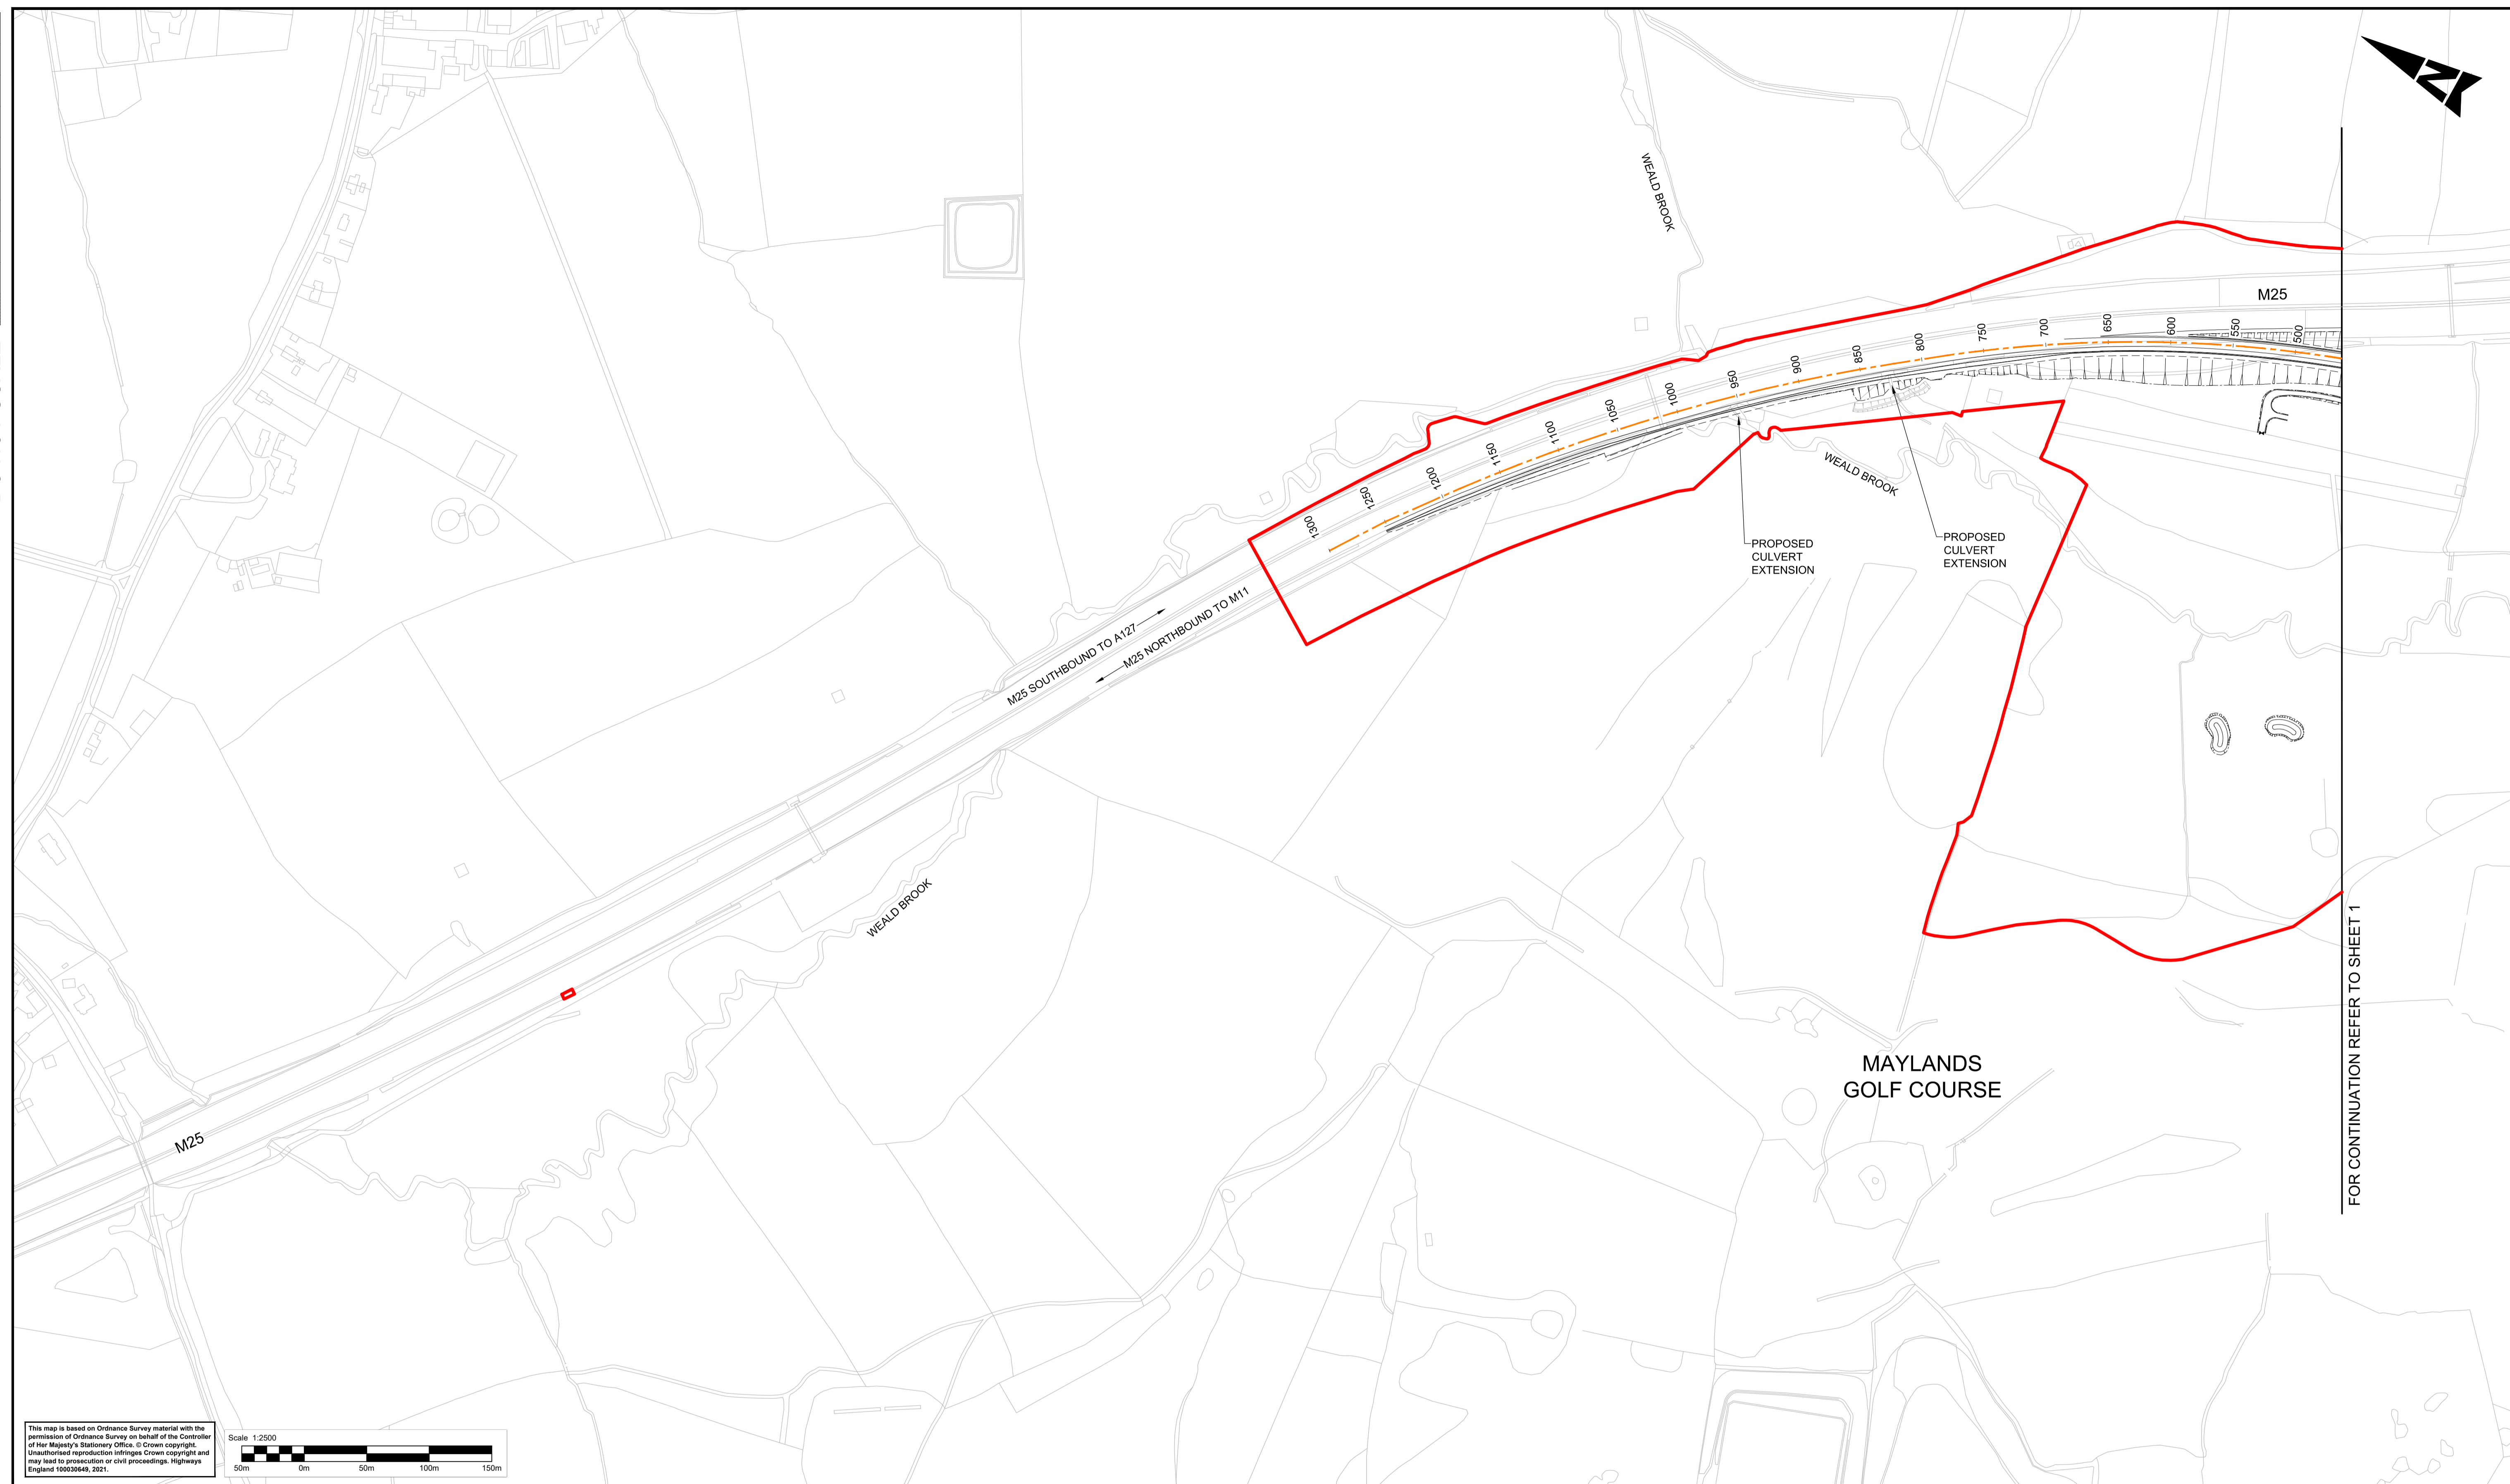 N
WEALD BROOK
M25
500
550
600
650
700
750
800
850
900
950
1000
1050
1100
1150
1200
1250
1300
WEALD BROOK
PROPOSED
CULVERT
EXTENSION
PROPOSED
CULVERT
EXTENSION
M25 SOUTHBOUND TO A127
M25 NORTHBOUND TO M11
WEALD BROOK
M25
MAYLANDS
GOLF COURSE
FOR CONTINUATION REFER TO SHEET 1
This map is based on Ordnance Survey material with the
permission of Ordnance Survey on behalf of the Controller
of Her Majesty's Stationery Office. © Crown copyright.
Unauthorised reproduction infringes Crown copyright and
may lead to prosecution or civil proceedings. Highways
England 100030649, 2021.
Scale 1:2500
50m 0m 50m 100m 150m